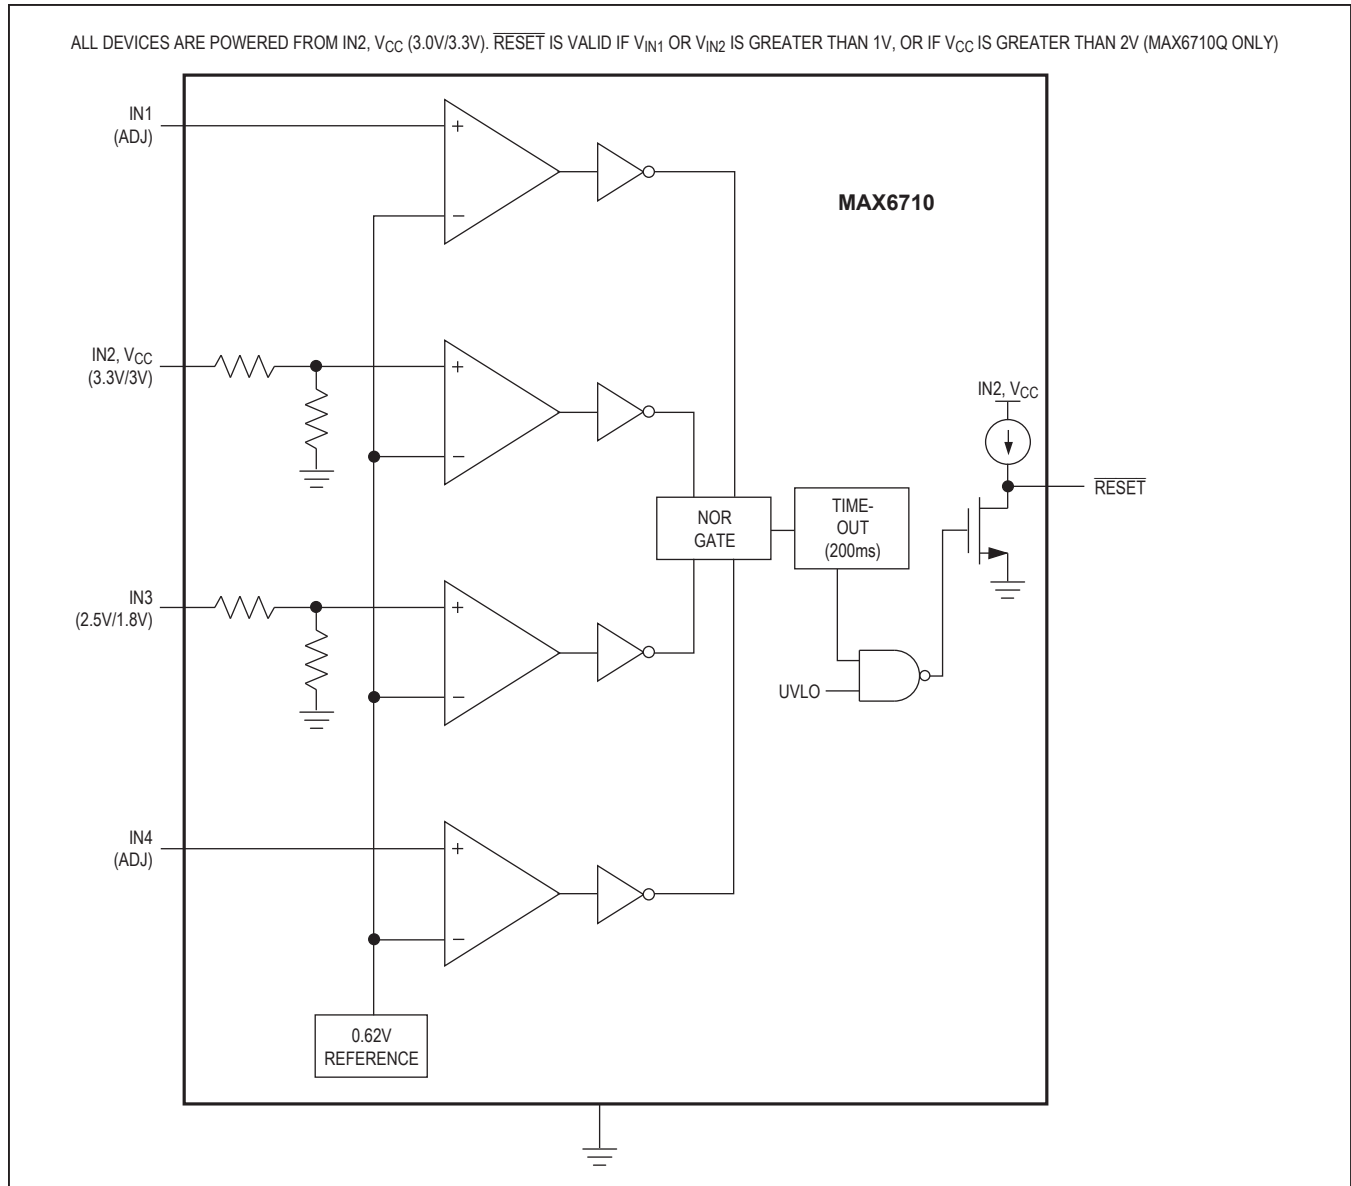 ALL DEVICES ARE POWERED FROM IN2, VCC (3.0V/3.3V). RESET IS VALID IF VIN1 OR VIN2 IS GREATER THAN 1V, OR IF VCC IS GREATER THAN 2V (MAX6710Q ONLY)
IN1
(ADJ)
+
−
MAX6710
IN2, VCC
(3.3V/3V)
+
−
IN2, VCC
RESET
NOR
GATE
TIME-
OUT
(200ms)
IN3
(2.5V/1.8V)
+
−
UVLO
IN4
(ADJ)
+
−
0.62V
REFERENCE